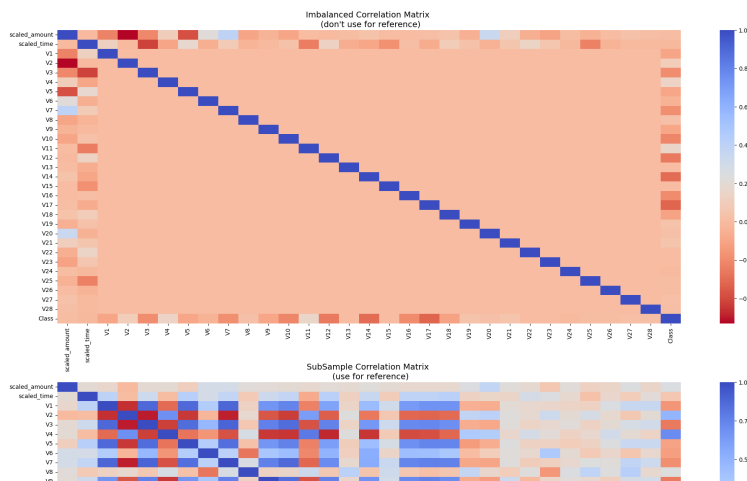 Imbalanced Correlation Matrix
(don't use for reference)
scaled_amount
scaled_time
V1
V2
V3
V4
V5
V6
V7
V8
V9
V10
V11
V12
V13
V14
V15
V16
V17
V18
V19
V20
V21
V22
V23
V24
V25
V26
V27
V28
Class
scaled_amount scaled_time V1 V2 V3 V4 V5 V6 V7 V8 V9 V10 V11 V12 V13 V14 V15 V16 V17 V18 V19 V20 V21 V22 V23 V24 V25 V26 V27 V28 Class
1.0
0.8
0.6
0.4
0.2
0.0
SubSample Correlation Matrix
(use for reference)
scaled_amount
scaled_time
V1
V2
V3
V4
V5
V6
V7
V8